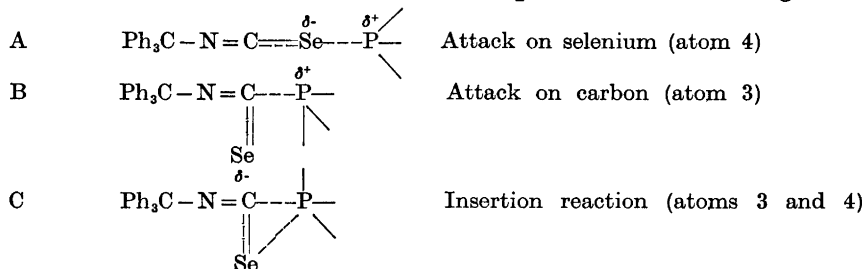 δ- δ+
A Ph₃C–N=C===Se---P— Attack on selenium (atom 4)
δ+
B Ph₃C–N=C---P— Attack on carbon (atom 3)
Se
δ-
C Ph₃C–N=C---P— Insertion reaction (atoms 3 and 4)
Se